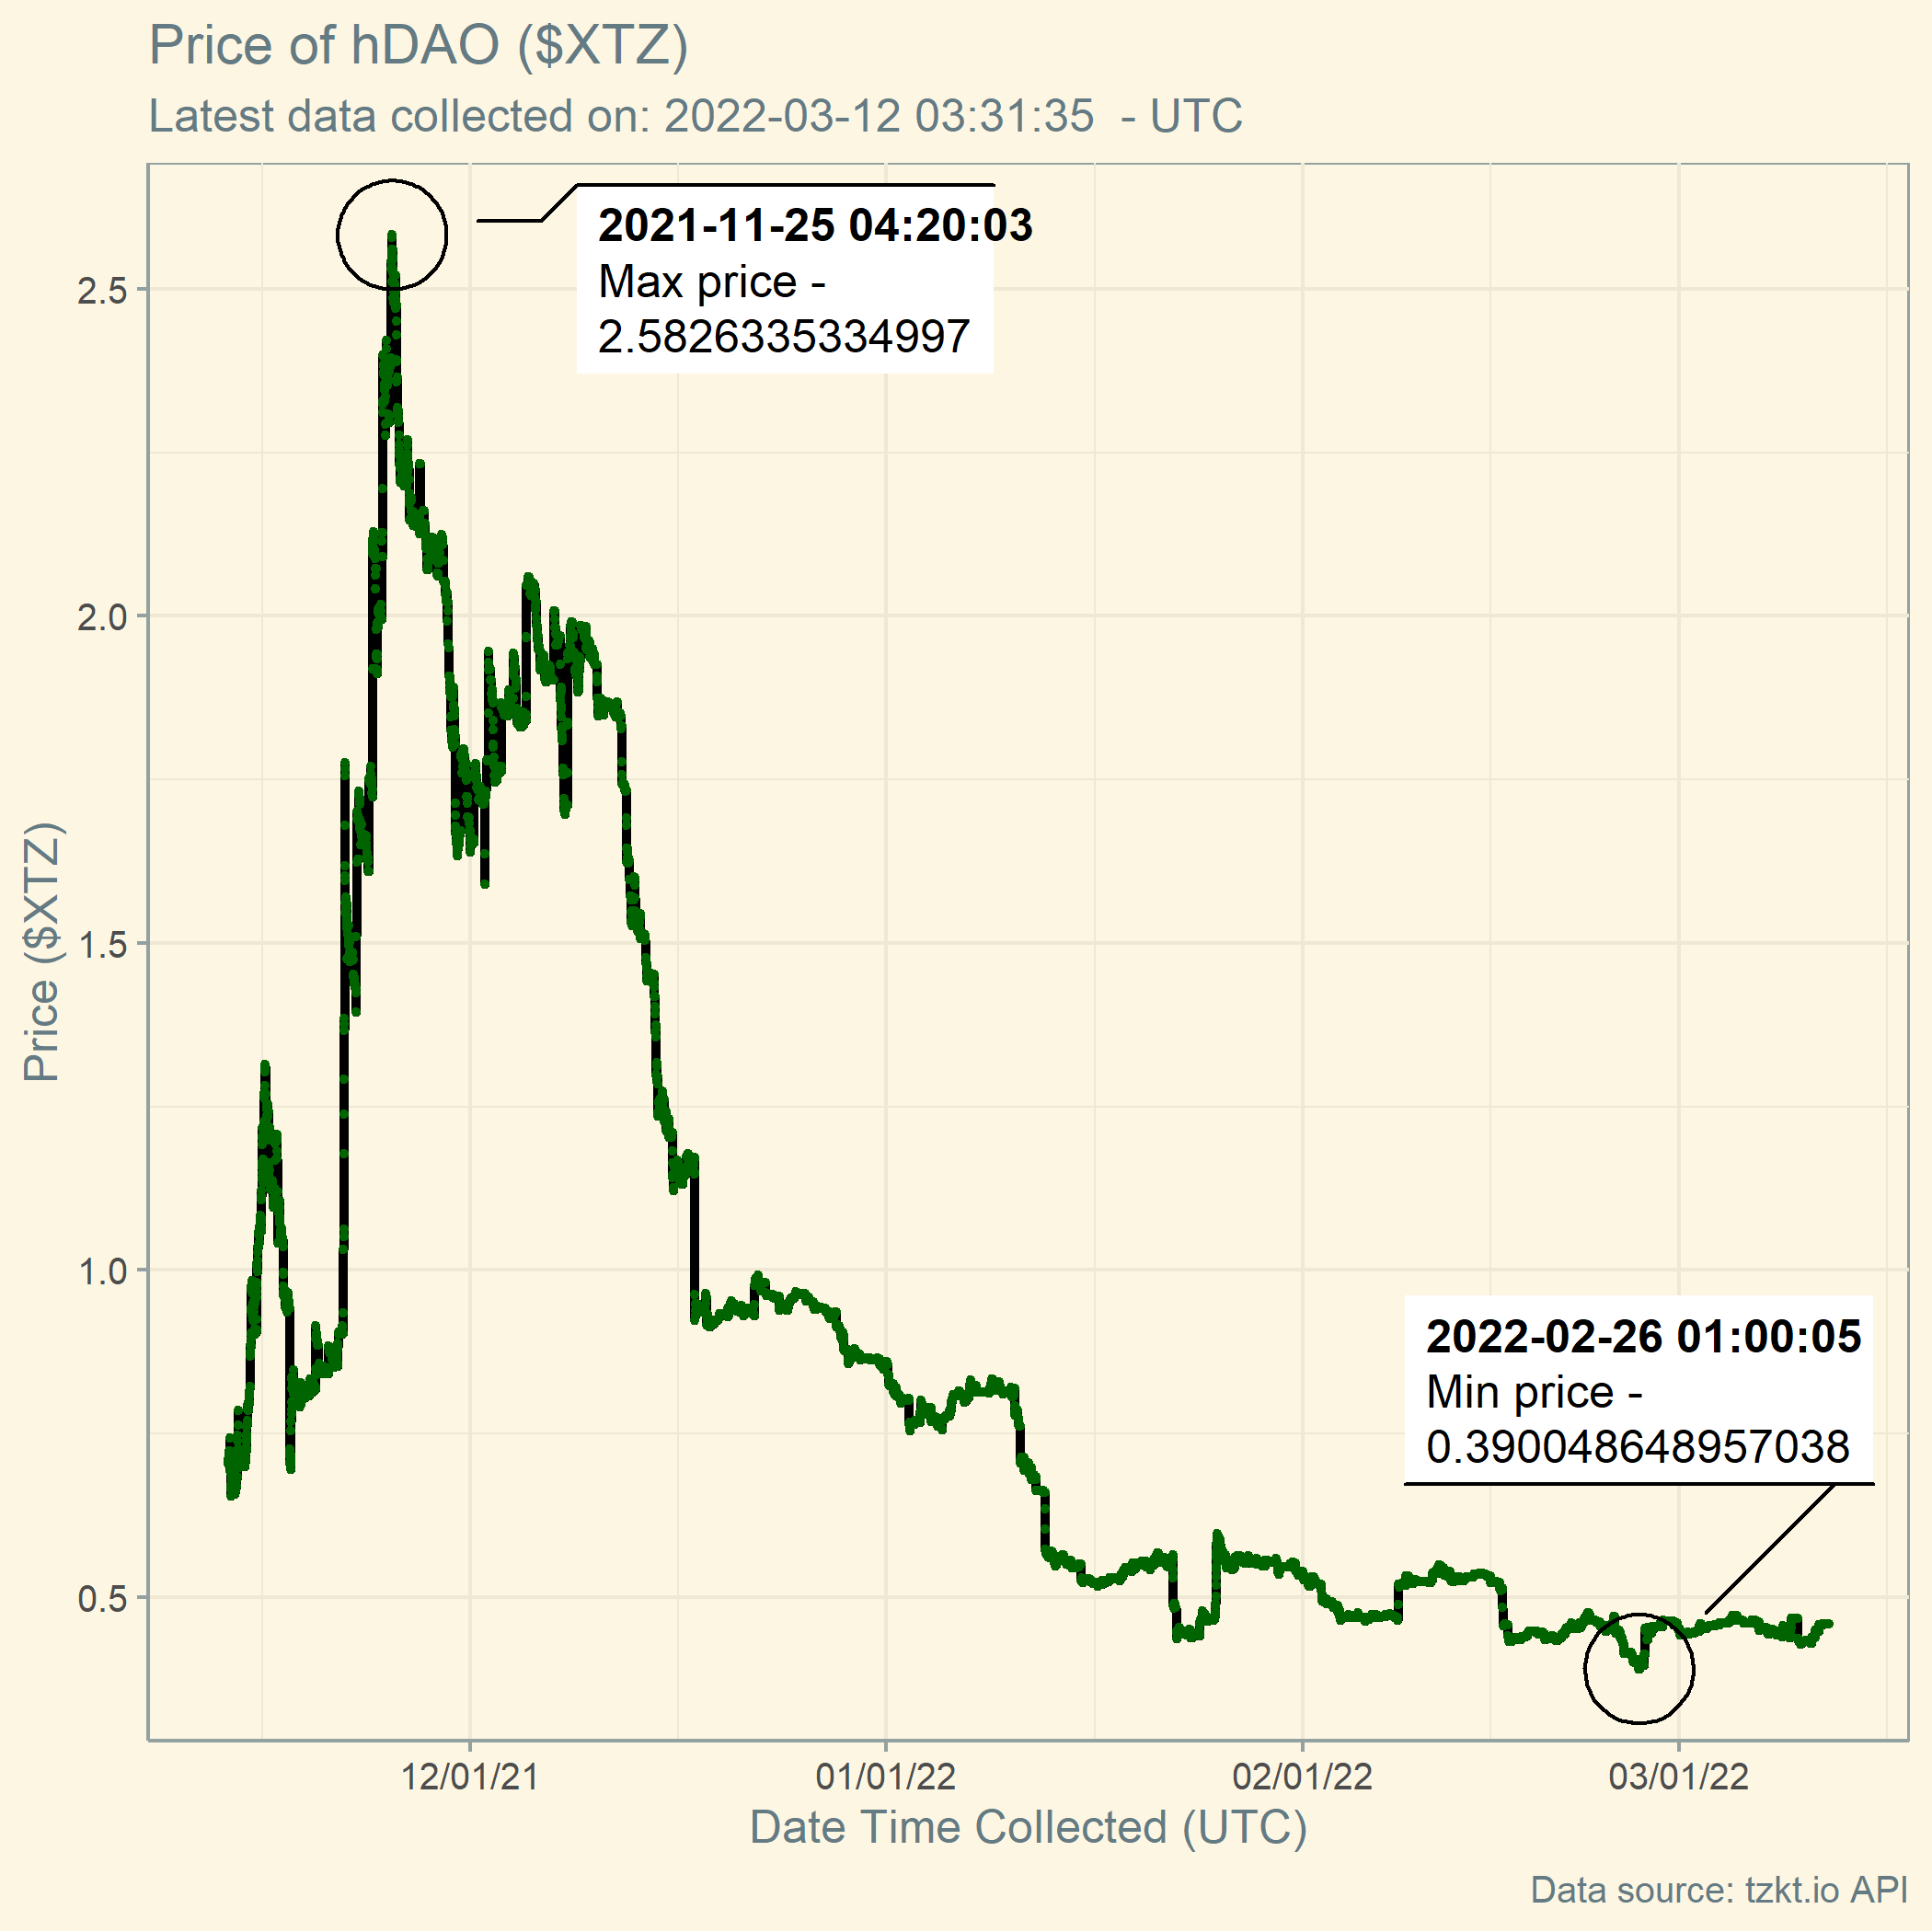 Price of hDAO ($XTZ)
Latest data collected on: 2022-03-12 03:31:35  - UTC
2021-11-25 04:20:03
Max price -
2.5826335334997
2.5
2.0
1.5
1.0
0.5
Price ($XTZ)
2022-02-26 01:00:05
Min price -
0.390048648957038
12/01/21
01/01/22
02/01/22
03/01/22
Date Time Collected (UTC)
Data source: tzkt.io API